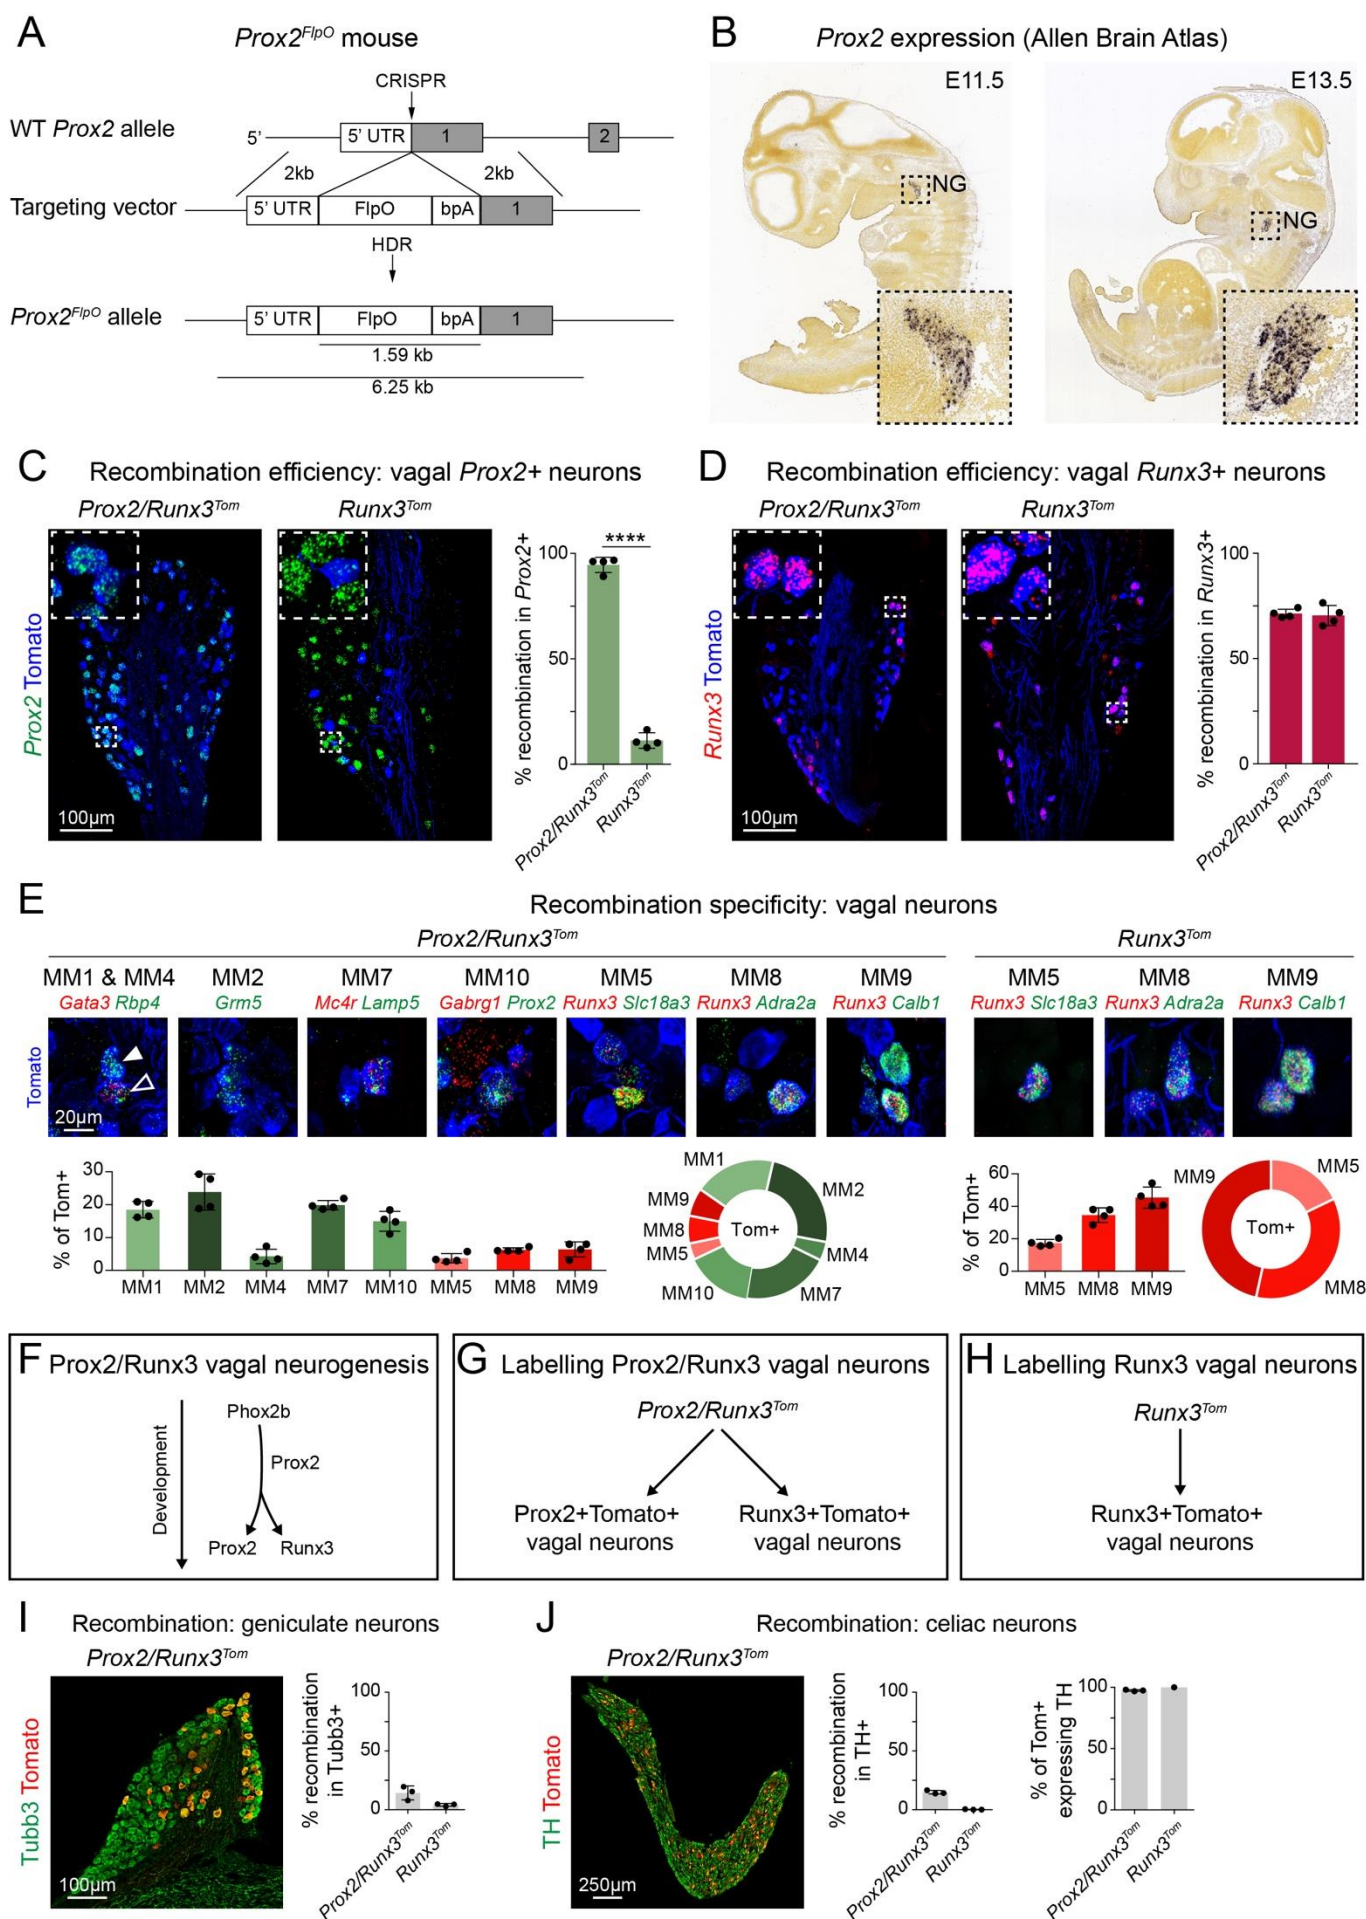 A
Prox2FlpO mouse
CRISPR
WT Prox2 allele
5'
5' UTR
1
2
2kb
2kb
Targeting vector
5' UTR
FlpO
bpA
1
HDR
Prox2FlpO allele
5' UTR
FlpO
bpA
1
1.59 kb
6.25 kb
B
Prox2 expression (Allen Brain Atlas)
E11.5
NG
E13.5
NG
C
Recombination efficiency: vagal Prox2+ neurons
Prox2/Runx3Tom
Runx3Tom
Prox2 Tomato
100µm
% recombination in Prox2+
100
50
0
****
Prox2/Runx3Tom
Runx3Tom
D
Recombination efficiency: vagal Runx3+ neurons
Prox2/Runx3Tom
Runx3Tom
Runx3 Tomato
100µm
% recombination in Runx3+
100
50
0
Prox2/Runx3Tom
Runx3Tom
E
Recombination specificity: vagal neurons
Prox2/Runx3Tom
Runx3Tom
MM1 & MM4
MM2
MM7
MM10
MM5
MM8
MM9
MM5
MM8
MM9
Gata3 Rbp4
Grm5
Mc4r Lamp5
Gabrg1 Prox2
Runx3 Slc18a3
Runx3 Adra2a
Runx3 Calb1
Runx3 Slc18a3
Runx3 Adra2a
Runx3 Calb1
Tomato
20µm
% of Tom+
30
20
10
0
MM1
MM2
MM4
MM7
MM10
MM5
MM8
MM9
MM1
MM2
MM9
MM8
MM5
MM4
MM10
MM7
Tom+
% of Tom+
60
40
20
0
MM5
MM8
MM9
MM9
MM5
Tom+
MM8
F
Prox2/Runx3 vagal neurogenesis
Development
Phox2b
Prox2
Prox2
Runx3
G
Labelling Prox2/Runx3 vagal neurons
Prox2/Runx3Tom
Prox2+Tomato+
vagal neurons
Runx3+Tomato+
vagal neurons
H
Labelling Runx3 vagal neurons
Runx3Tom
Runx3+Tomato+
vagal neurons
I
Recombination: geniculate neurons
Prox2/Runx3Tom
Tubb3 Tomato
100µm
% recombination
in Tubb3+
100
50
0
Prox2/Runx3Tom
Runx3Tom
J
Recombination: celiac neurons
Prox2/Runx3Tom
TH Tomato
250µm
% recombination
in TH+
100
50
0
Prox2/Runx3Tom
Runx3Tom
% of Tom+
expressing TH
100
50
0
Prox2/Runx3Tom
Runx3Tom